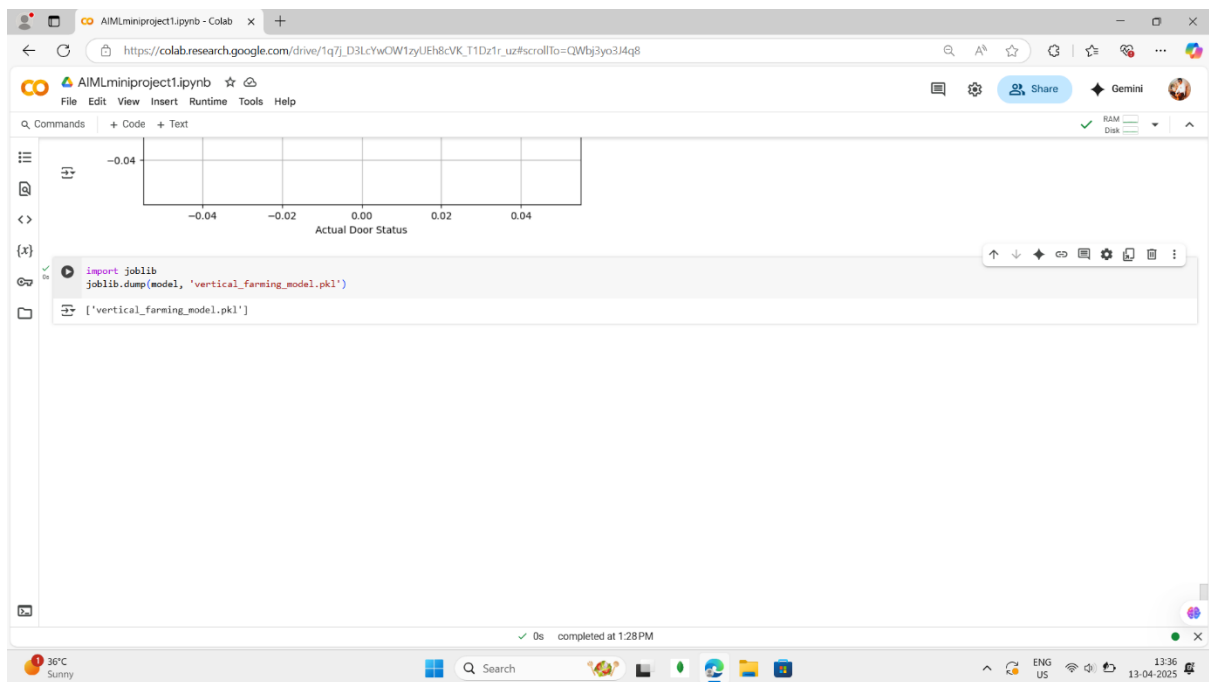 AIMLminiproject1.ipynb - Colab
https://colab.research.google.com/drive/1q7j_D3LcYwOW1zyUEh8cVK_T1Dz1r_uz#scrollTo=QWbj3yo3J4q8
CO AIMLminiproject1.ipynb
Share
Gemini
File Edit View Insert Runtime Tools Help
Commands + Code + Text
RAM
Disk
−0.04
−0.04 −0.02 0.00 0.02 0.04
Actual Door Status
{x}
0s
import joblib
joblib.dump(model, 'vertical_farming_model.pkl')
['vertical_farming_model.pkl']
0s completed at 1:28 PM
1
36°C
Sunny
Search
ENG
US
13:36
13-04-2025